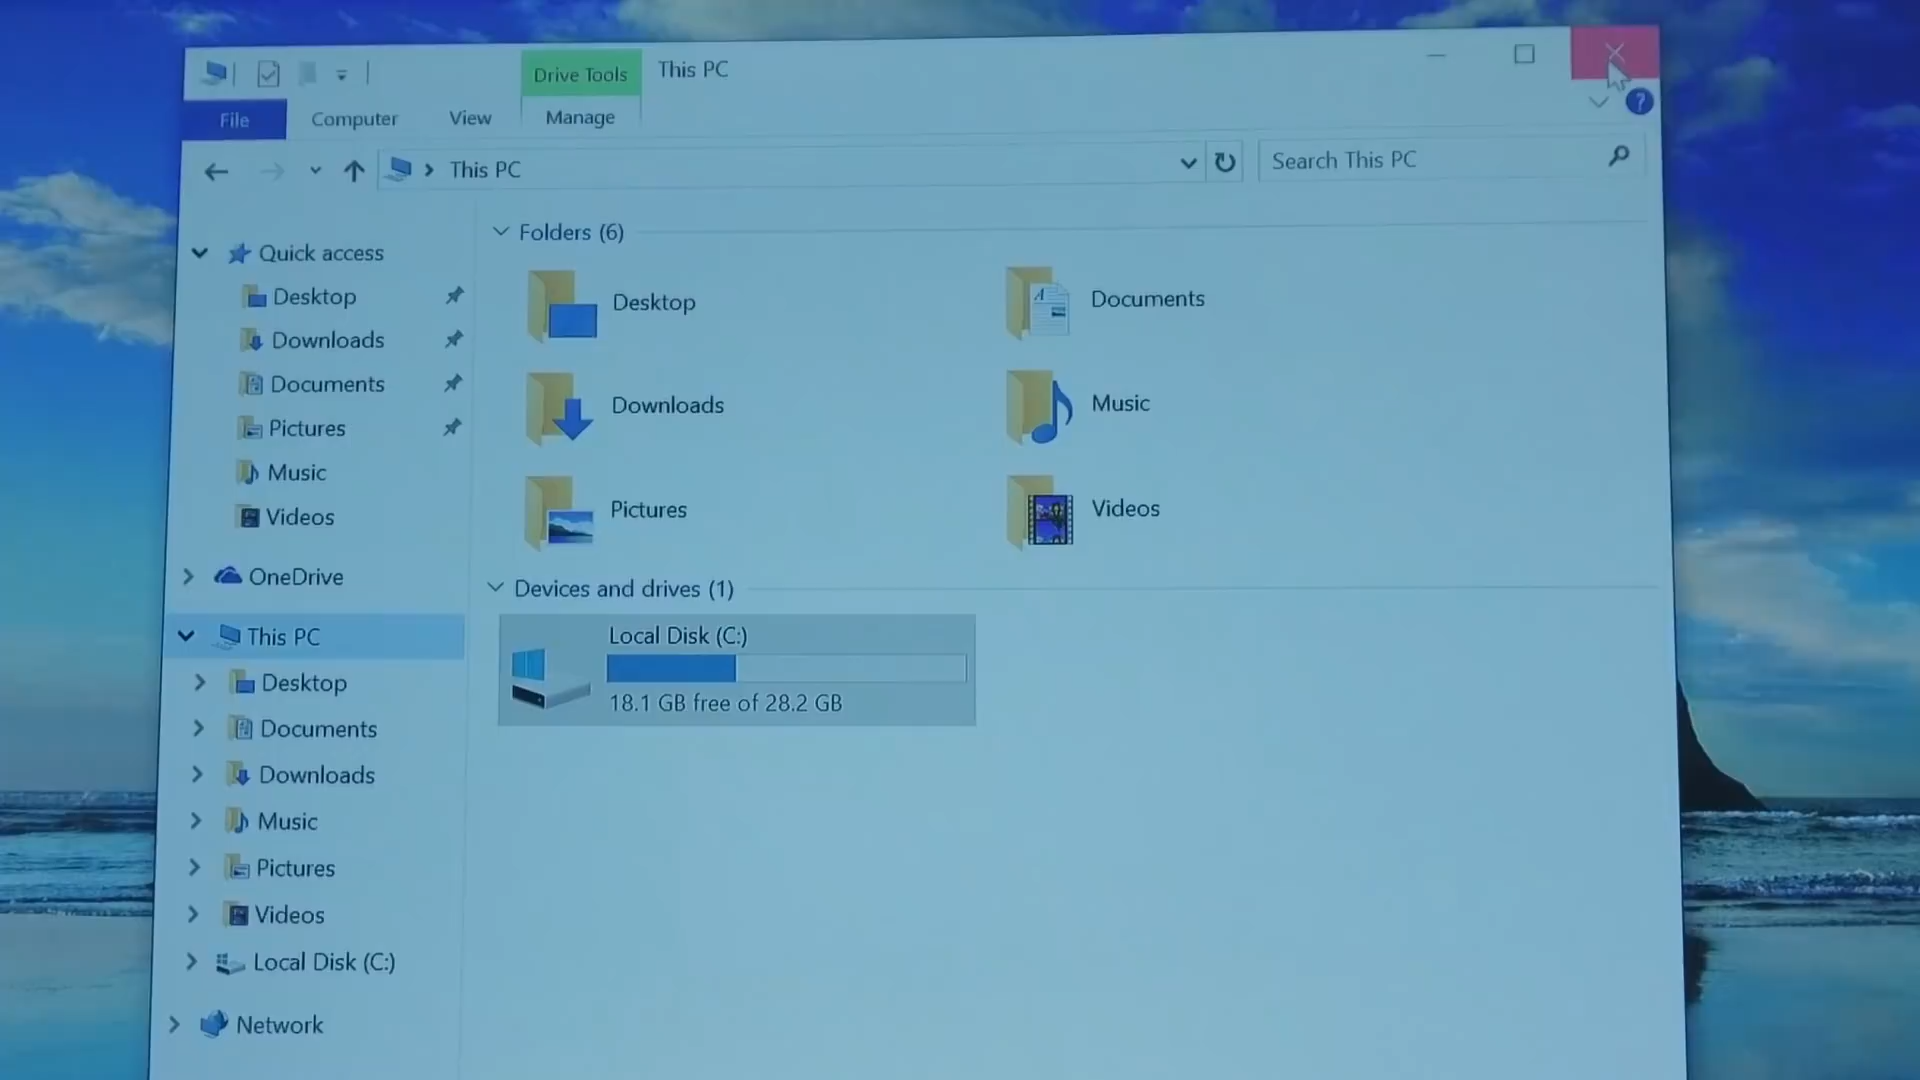 Drive Tools
This PC
File
Computer
View
Manage
?
This PC
Search This PC
Quick access
Desktop
Downloads
Documents
Pictures
Music
Videos
OneDrive
This PC
Desktop
Documents
Downloads
Music
Pictures
Videos
Local Disk (C:)
Network
Folders (6)
Desktop
Documents
Downloads
Music
Pictures
Videos
Devices and drives (1)
Local Disk (C:)
18.1 GB free of 28.2 GB